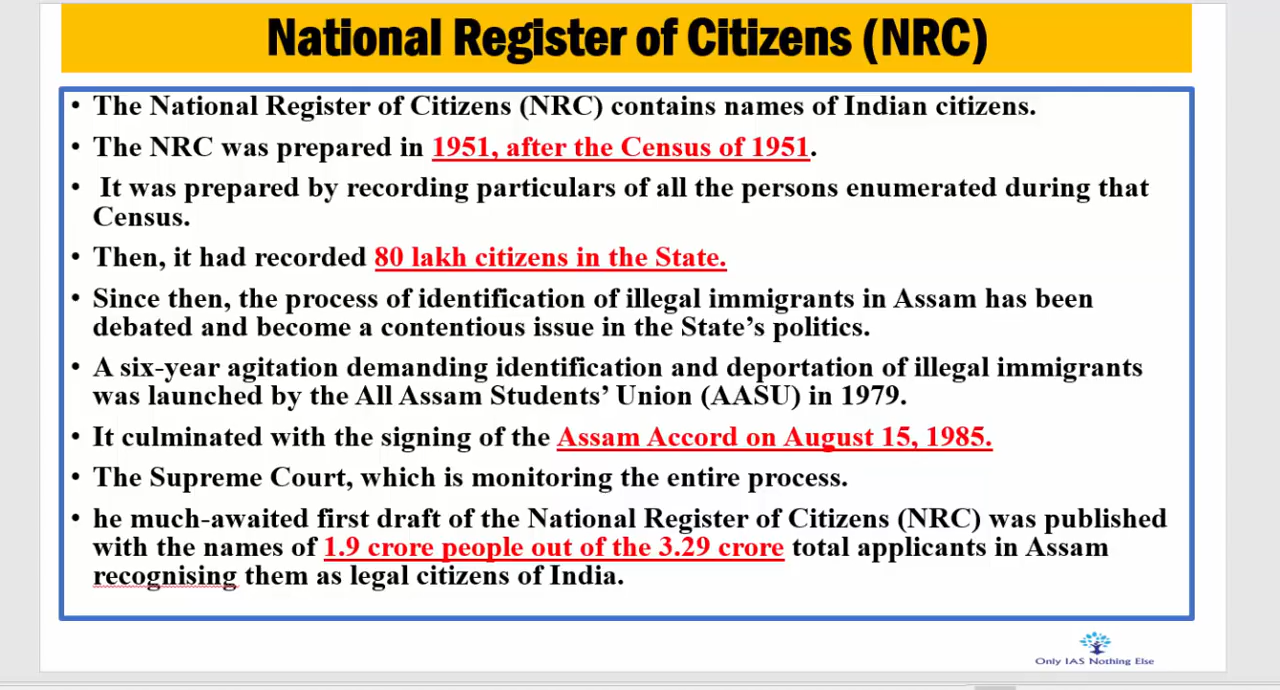 National Register of Citizens (NRC)
• The National Register of Citizens (NRC) contains names of Indian citizens.
• The NRC was prepared in 1951, after the Census of 1951.
• It was prepared by recording particulars of all the persons enumerated during that
Census.
• Then, it had recorded 80 lakh citizens in the State.
• Since then, the process of identification of illegal immigrants in Assam has been
debated and become a contentious issue in the State’s politics.
• A six-year agitation demanding identification and deportation of illegal immigrants
was launched by the All Assam Students’ Union (AASU) in 1979.
• It culminated with the signing of the Assam Accord on August 15, 1985.
• The Supreme Court, which is monitoring the entire process.
• he much-awaited first draft of the National Register of Citizens (NRC) was published
with the names of 1.9 crore people out of the 3.29 crore total applicants in Assam
recognising them as legal citizens of India.
Only IAS Nothing Else